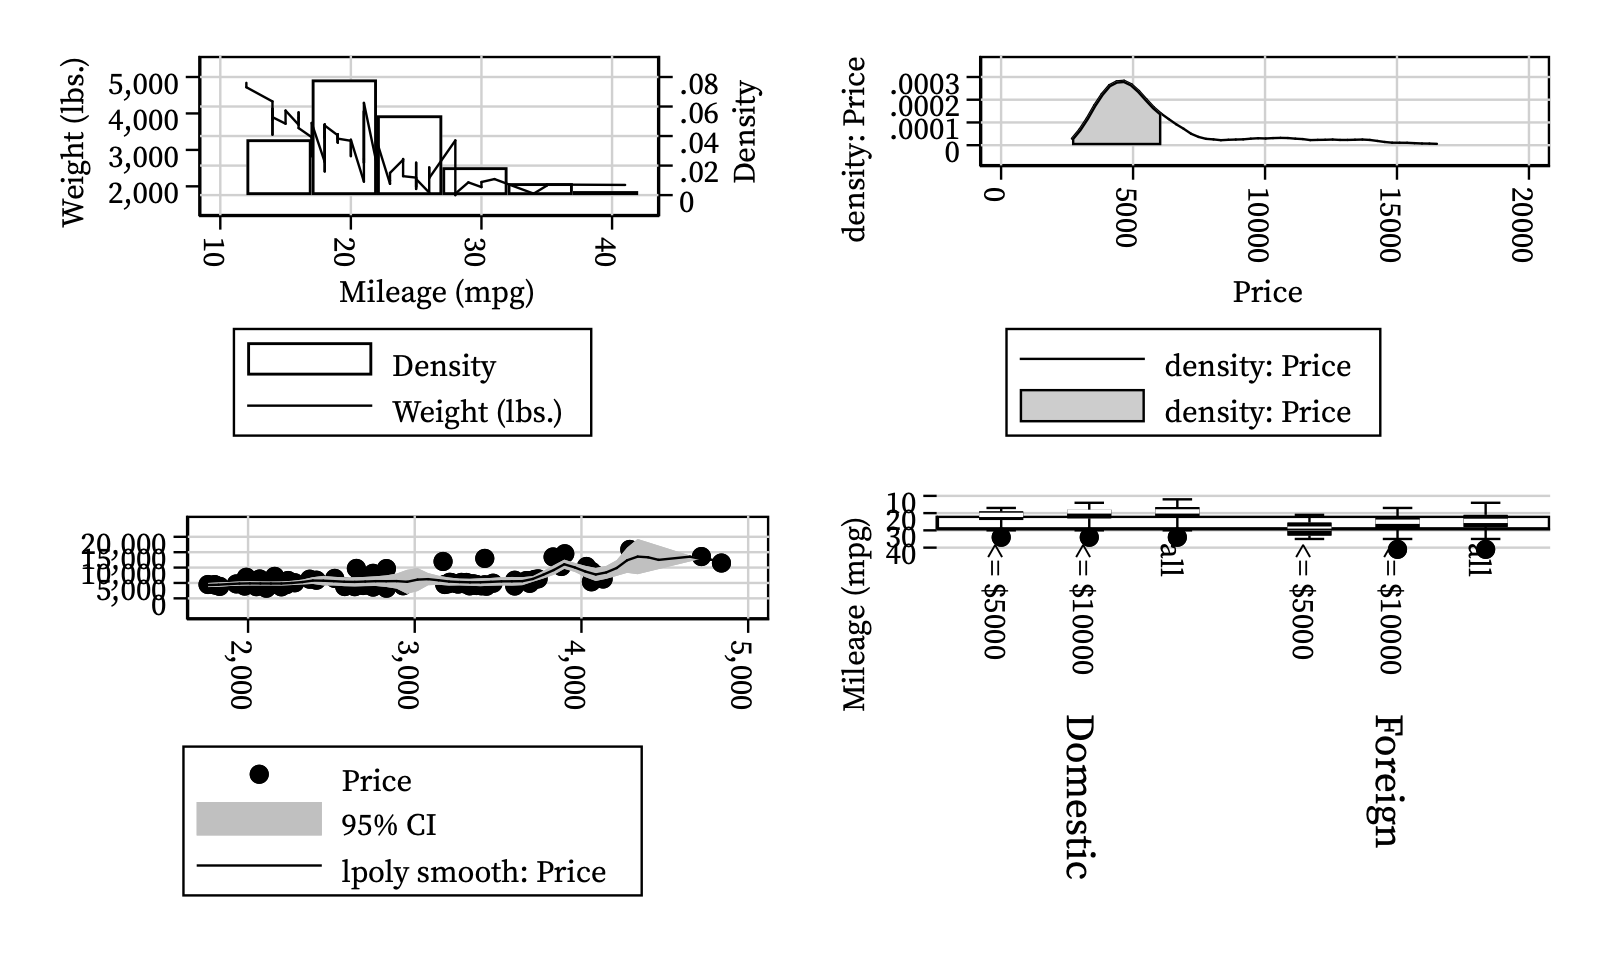 Weight (lbs.)
5,000
4,000
3,000
2,000
.08
.06
.04
.02
0
Density
10
20
30
40
Mileage (mpg)
Density
Weight (lbs.)
density: Price
.0003
.0002
.0001
0
0
5000
10000
15000
20000
Price
density: Price
density: Price
20,000
15,000
10,000
5,000
0
2,000
3,000
4,000
5,000
Price
95% CI
lpoly smooth: Price
Mileage (mpg)
10
20
30
40
>= $5000
>= $10000
all
>= $5000
>= $10000
all
Domestic
Foreign